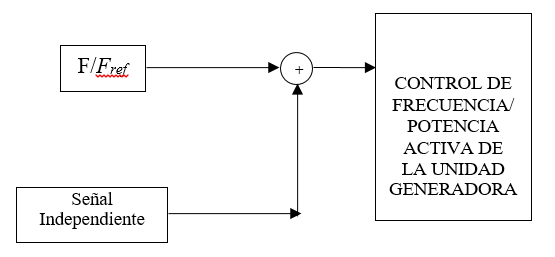 F/Fref
+
CONTROL DE
FRECUENCIA/
POTENCIA
ACTIVA DE
LA UNIDAD
GENERADORA
Señal
Independiente